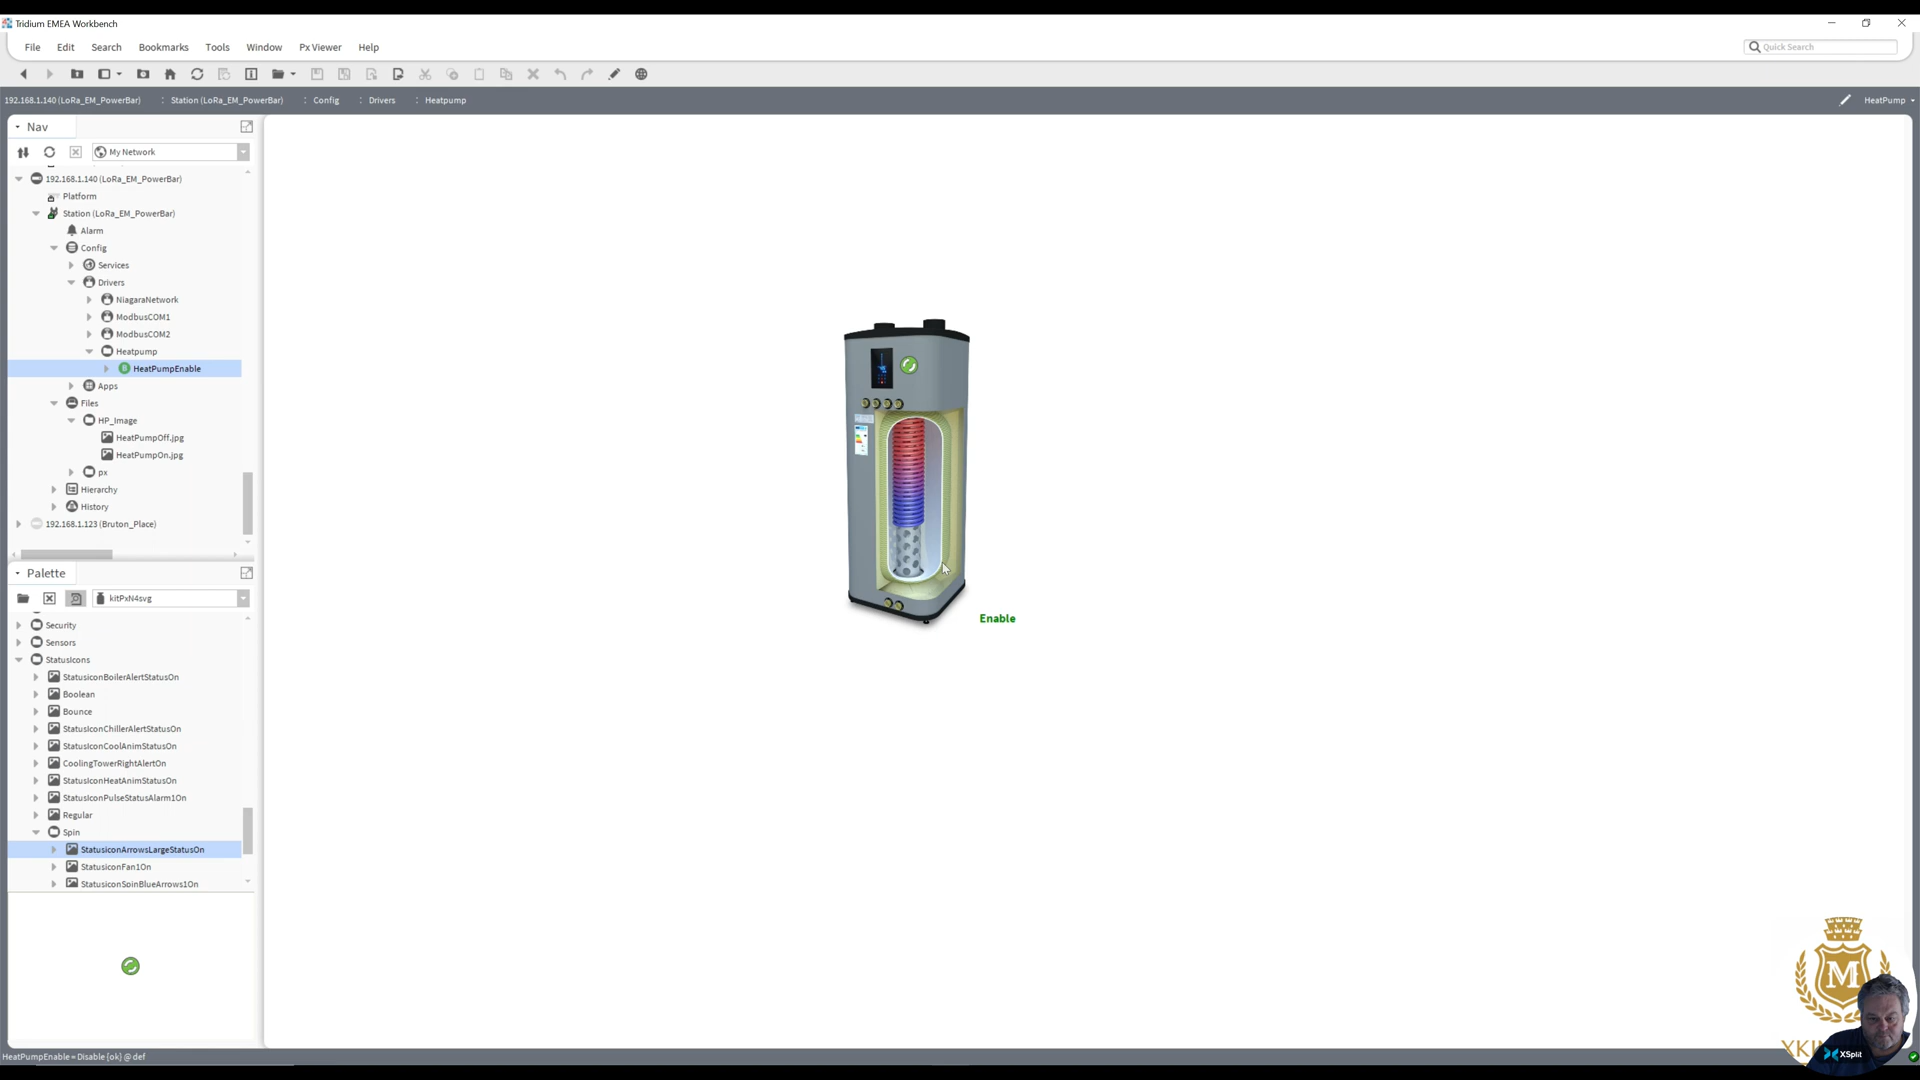 Tridium EMEA Workbench
File Edit Search Bookmarks Tools Window Px Viewer Help
Quick Search
192.168.1.140 (LoRa_EM_PowerBar) : Station (LoRa_EM_PowerBar) : Config : Drivers : Heatpump
HeatPump
Nav
My Network
192.168.1.140 (LoRa_EM_PowerBar)
Platform
Station (LoRa_EM_PowerBar)
Alarm
Config
Services
Drivers
NiagaraNetwork
ModbusCOM1
ModbusCOM2
Heatpump
HeatPumpEnable
Apps
Files
HP_Image
HeatPumpOff.jpg
HeatPumpOn.jpg
px
Hierarchy
History
192.168.1.123 (Bruton_Place)
Palette
kitPxN4svg
Security
Sensors
StatusIcons
StatusiconBoilerAlertStatusOn
Boolean
Bounce
StatusIconChillerAlertStatusOn
StatusIconCoolAnimStatusOn
CoolingTowerRightAlertOn
StatusIconHeatAnimStatusOn
StatusIconPulseStatusAlarm1On
Regular
Spin
StatusiconArrowsLargeStatusOn
StatusiconFan1On
StatusiconSpinBlueArrows1On
Enable
M
XSplit
HeatPumpEnable = Disable {ok} @ def